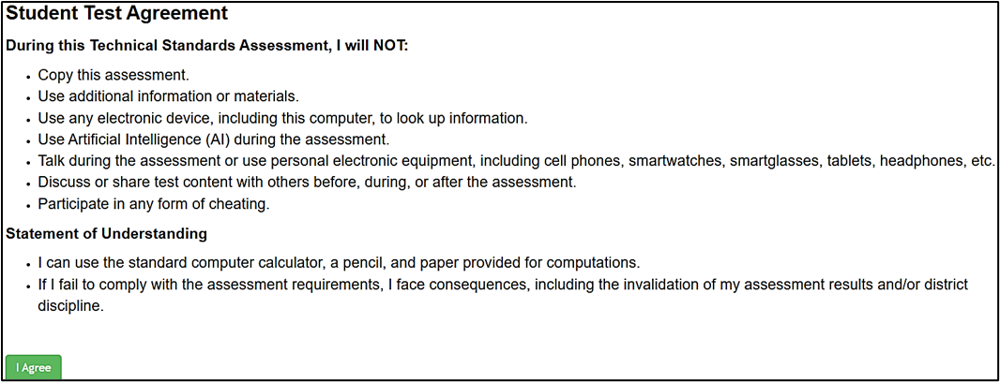 Student Test Agreement
During this Technical Standards Assessment, I will NOT:
• Copy this assessment.
• Use additional information or materials.
• Use any electronic device, including this computer, to look up information.
• Use Artificial Intelligence (AI) during the assessment.
• Talk during the assessment or use personal electronic equipment, including cell phones, smartwatches, smartglasses, tablets, headphones, etc.
• Discuss or share test content with others before, during, or after the assessment.
• Participate in any form of cheating.
Statement of Understanding
• I can use the standard computer calculator, a pencil, and paper provided for computations.
• If I fail to comply with the assessment requirements, I face consequences, including the invalidation of my assessment results and/or district
discipline.
I Agree